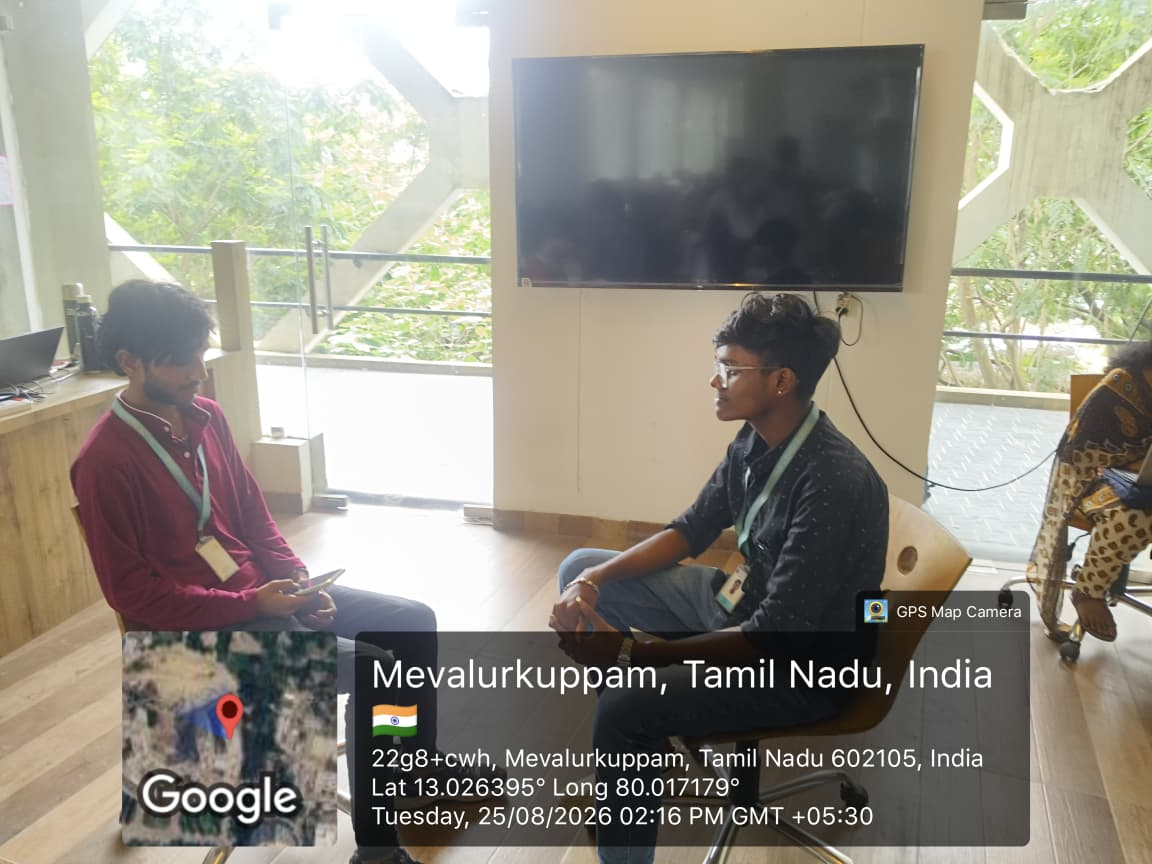 GPS Map Camera
Mevalurkuppam, Tamil Nadu, India
22g8+cwh, Mevalurkuppam, Tamil Nadu 602105, India
Lat 13.026395° Long 80.017179°
Tuesday, 25/08/2026 02:16 PM GMT +05:30
Google